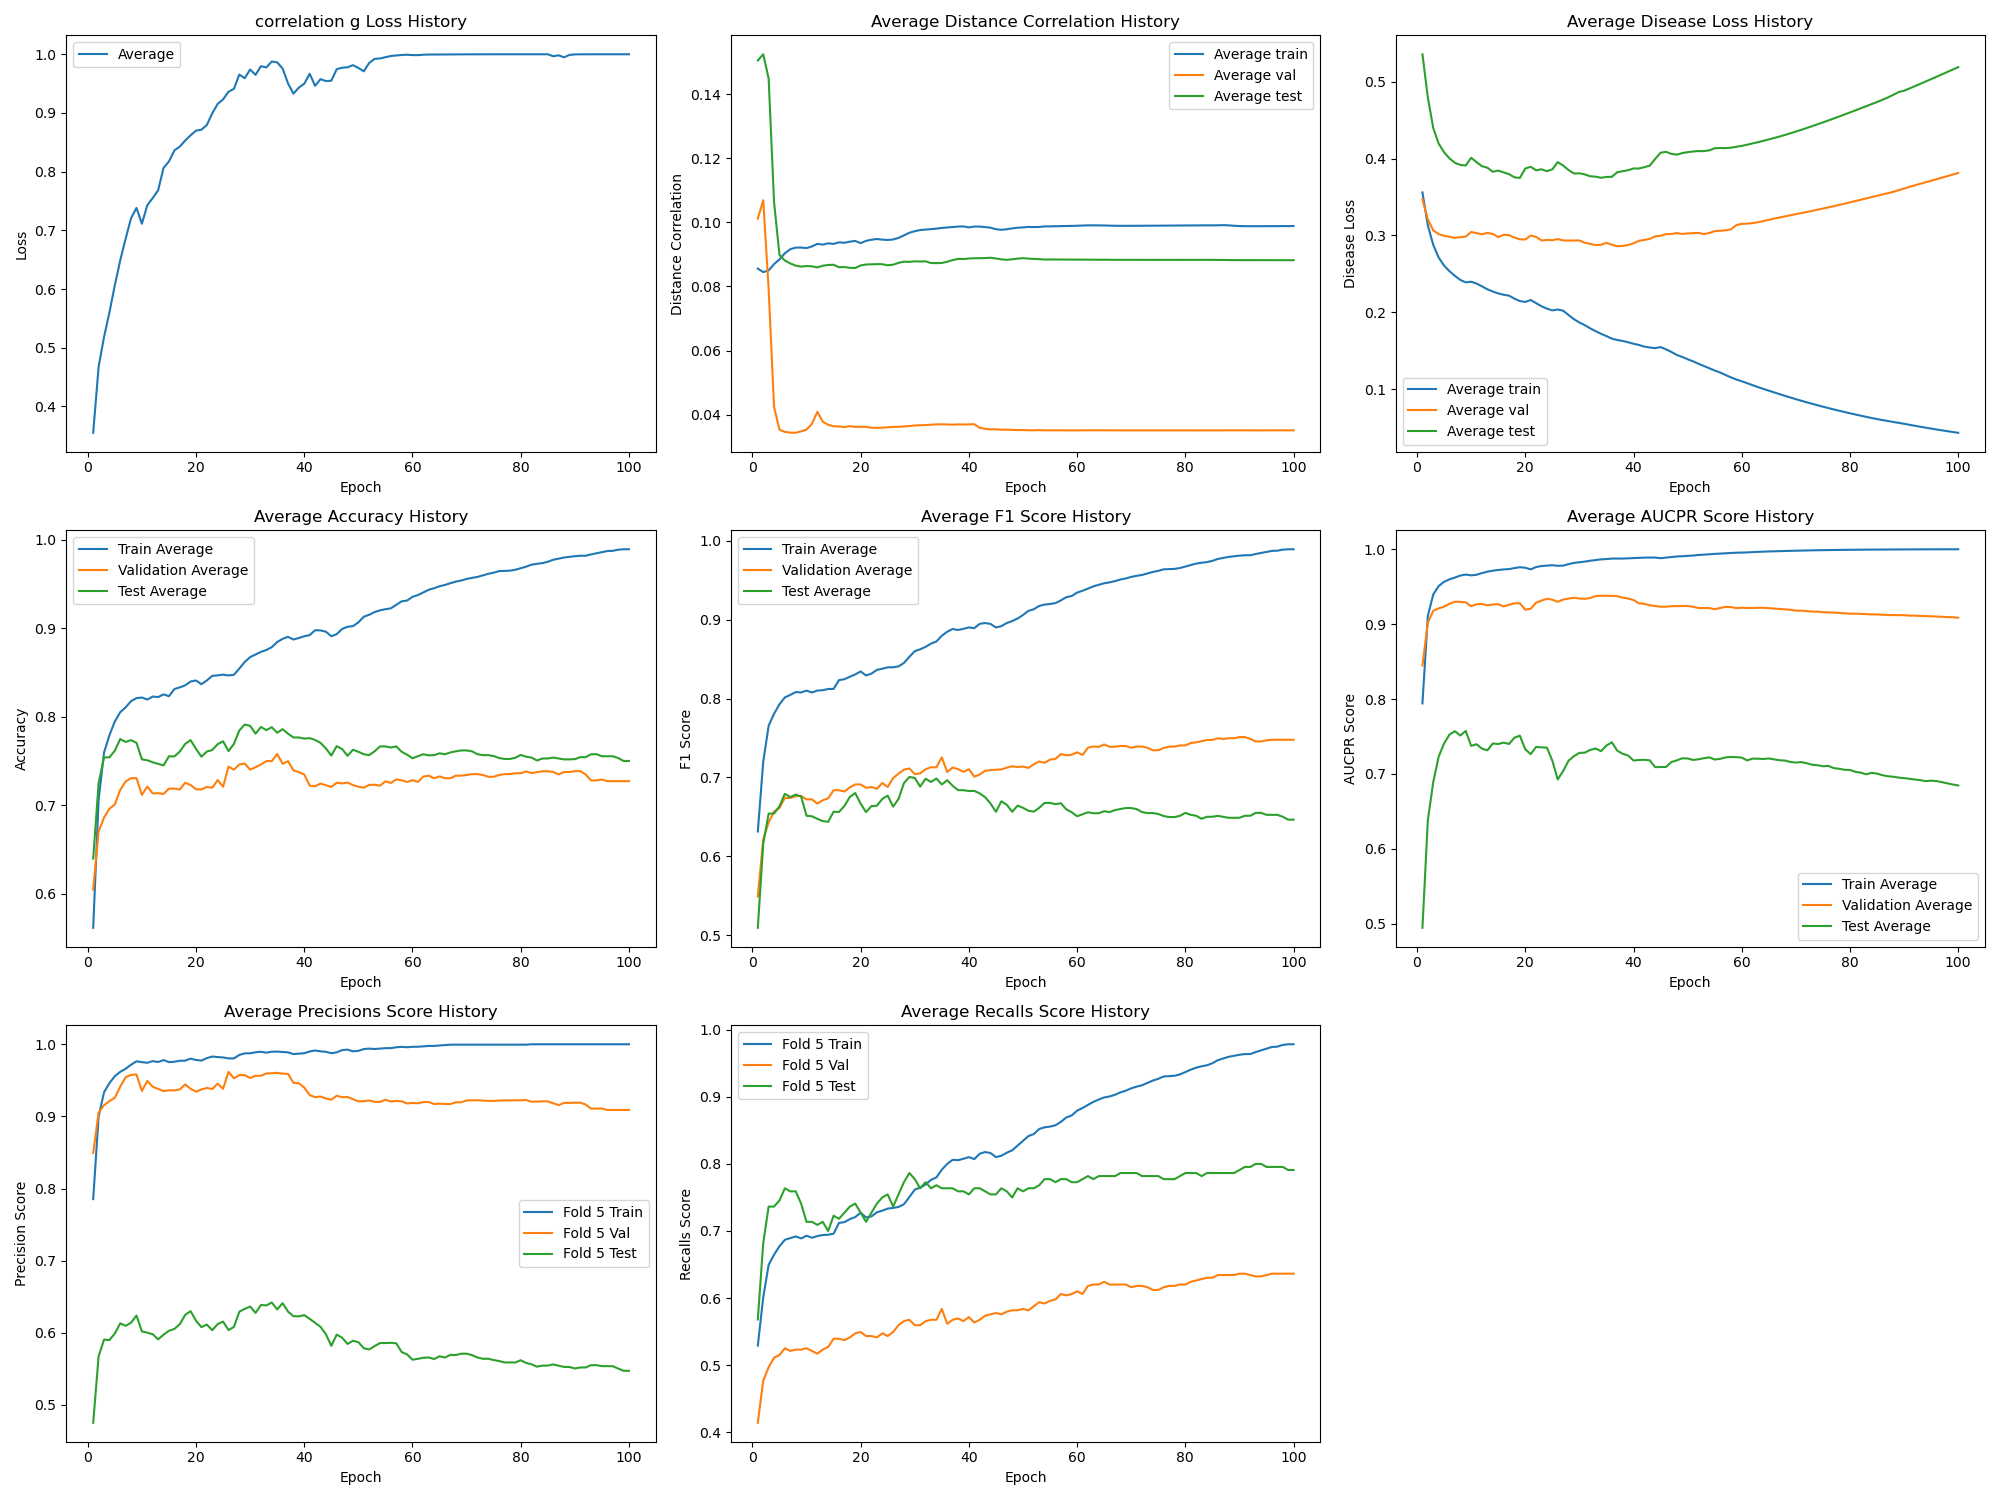 correlation g Loss History
Average
1.0
0.9
0.8
0.7
0.6
0.5
0.4
Loss
0 20 40 60 80 100
Epoch
Average Distance Correlation History
Average train
Average val
Average test
0.14
0.12
0.10
0.08
0.06
0.04
Distance Correlation
0 20 40 60 80 100
Epoch
Average Disease Loss History
0.5
0.4
0.3
0.2
0.1
Disease Loss
Average train
Average val
Average test
0 20 40 60 80 100
Epoch
Average Accuracy History
Train Average
Validation Average
Test Average
1.0
0.9
0.8
0.7
0.6
Accuracy
0 20 40 60 80 100
Epoch
Average F1 Score History
Train Average
Validation Average
Test Average
1.0
0.9
0.8
0.7
0.6
0.5
F1 Score
0 20 40 60 80 100
Epoch
Average AUCPR Score History
1.0
0.9
0.8
0.7
0.6
0.5
AUCPR Score
Train Average
Validation Average
Test Average
0 20 40 60 80 100
Epoch
Average Precisions Score History
1.0
0.9
0.8
0.7
0.6
0.5
Precision Score
Fold 5 Train
Fold 5 Val
Fold 5 Test
0 20 40 60 80 100
Epoch
Average Recalls Score History
Fold 5 Train
Fold 5 Val
Fold 5 Test
1.0
0.9
0.8
0.7
0.6
0.5
0.4
Recalls Score
0 20 40 60 80 100
Epoch